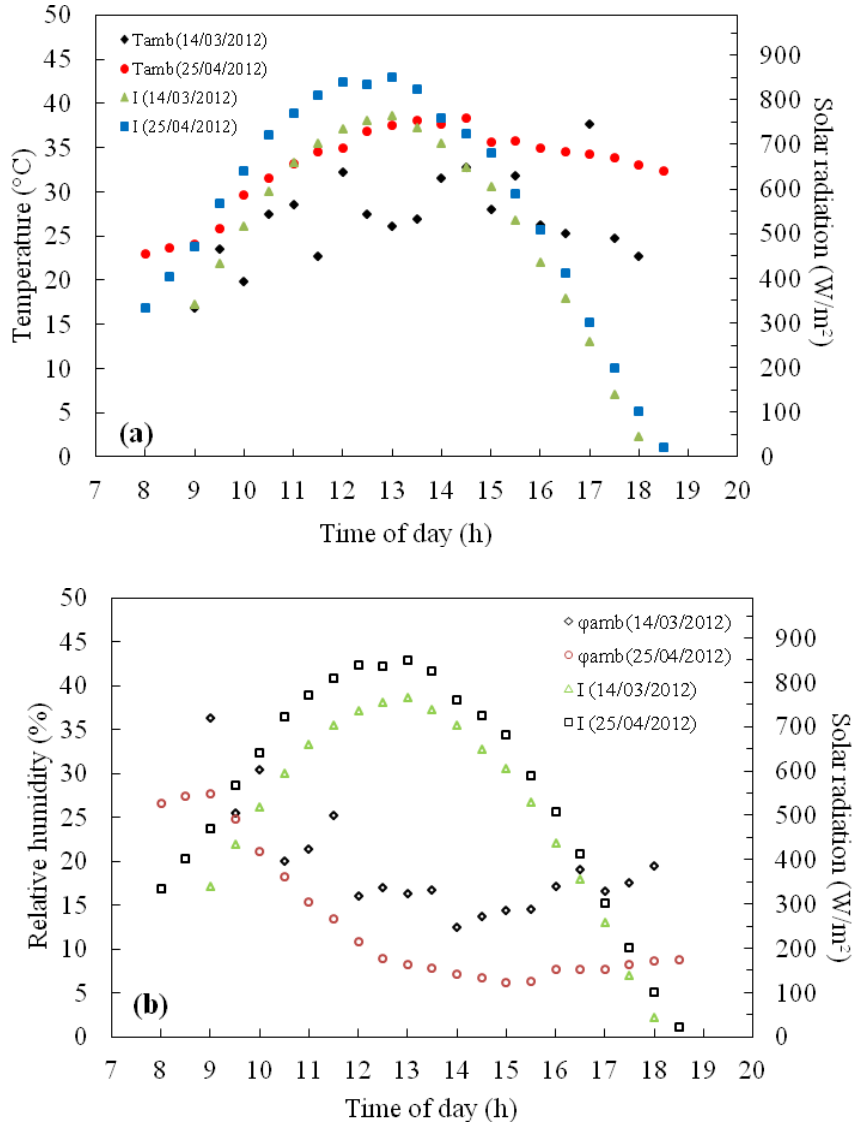 50
45
40
35
30
25
20
15
10
5
0
Temperature (°C)
Tamb(14/03/2012)
Tamb(25/04/2012)
I (14/03/2012)
I (25/04/2012)
900
800
700
600
500
400
300
200
100
0
Solar radiation (W/m²)
(a)
7 8 9 10 11 12 13 14 15 16 17 18 19 20
Time of day (h)
50
45
40
35
30
25
20
15
10
5
0
Relative humidity (%)
φamb(14/03/2012)
φamb(25/04/2012)
I (14/03/2012)
I (25/04/2012)
900
800
700
600
500
400
300
200
100
0
Solar radiation (W/m²)
(b)
7 8 9 10 11 12 13 14 15 16 17 18 19 20
Time of day (h)